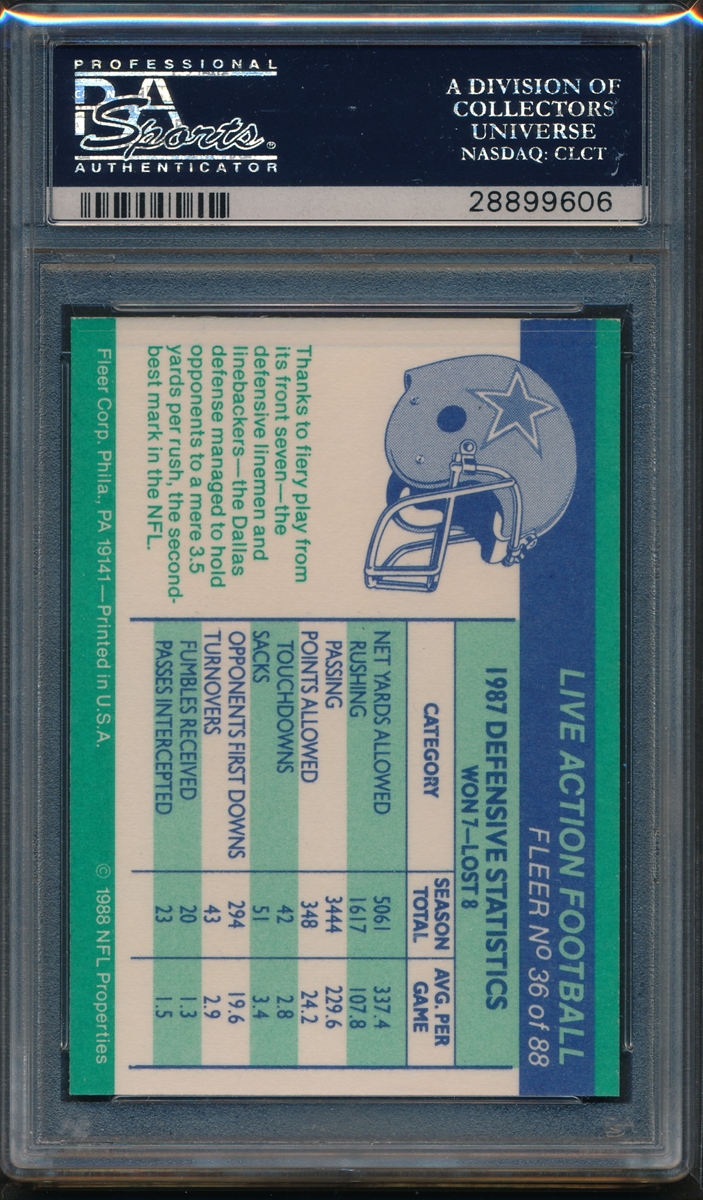 PROFESSIONAL
PSA
Sports®
AUTHENTICATOR
A DIVISION OF
COLLECTORS
UNIVERSE
NASDAQ: CLCT
28899606
LIVE ACTION FOOTBALL
FLEER Nº 36 of 88
Thanks to fiery play from
its front seven—the
defensive linemen and
linebackers—the Dallas
defense managed to hold
opponents to a mere 3.5
yards per rush, the second-
best mark in the NFL.
1987 DEFENSIVE STATISTICS
WON 7—LOST 8
CATEGORY SEASON TOTAL AVG. PER GAME
NET YARDS ALLOWED 5061 337.4
RUSHING 1617 107.8
PASSING 3444 229.6
POINTS ALLOWED 348 24.2
TOUCHDOWNS 42 2.8
SACKS 51 3.4
OPPONENTS FIRST DOWNS 294 19.6
TURNOVERS 43 2.9
FUMBLES RECEIVED 20 1.3
PASSES INTERCEPTED 23 1.5
Fleer Corp. Phila., PA 19141—Printed in U.S.A. © 1988 NFL Properties